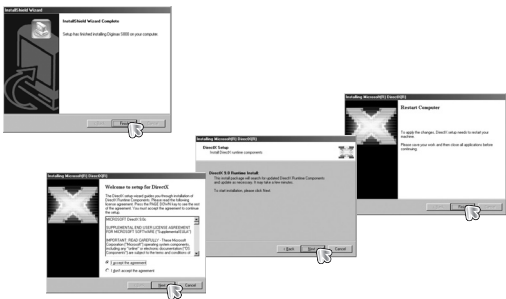 InstallShield Wizard
InstallShield Wizard Complete
Setup has finished installing Digimax S800 on your computer.
Finish
Installing Microsoft(R) DirectX(R)
Welcome to setup for DirectX
The DirectX setup wizard guides you through installation of
DirectX Runtime Components. Please read the following
license agreement. Press the PAGE DOWN key to see the rest
of the agreement. You must accept the agreement to continue
the setup.
MICROSOFT DirectX 9.0c
SUPPLEMENTAL END USER LICENSE AGREEMENT
FOR MICROSOFT SOFTWARE ("Supplemental EULA")
IMPORTANT: READ CAREFULLY - These Microsoft
Corporation ("Microsoft") operating system components,
including any "online" or electronic documentation ("OS
Components") are subject to the terms and conditions of
I accept the agreement
I don't accept the agreement
Next
Cancel
Installing Microsoft(R) DirectX(R)
DirectX Setup
Install DirectX runtime components
DirectX 9.0 Runtime Install:
This install package will search for updated DirectX Runtime Components
and update as necessary. It may take a few minutes.
To start installation, please click Next.
< Back
Next
Cancel
Installing Microsoft(R) DirectX(R)
Restart Computer
To apply the changes, DirectX setup needs to restart your
machine.
Please save your work and then close all applications before
continuing.